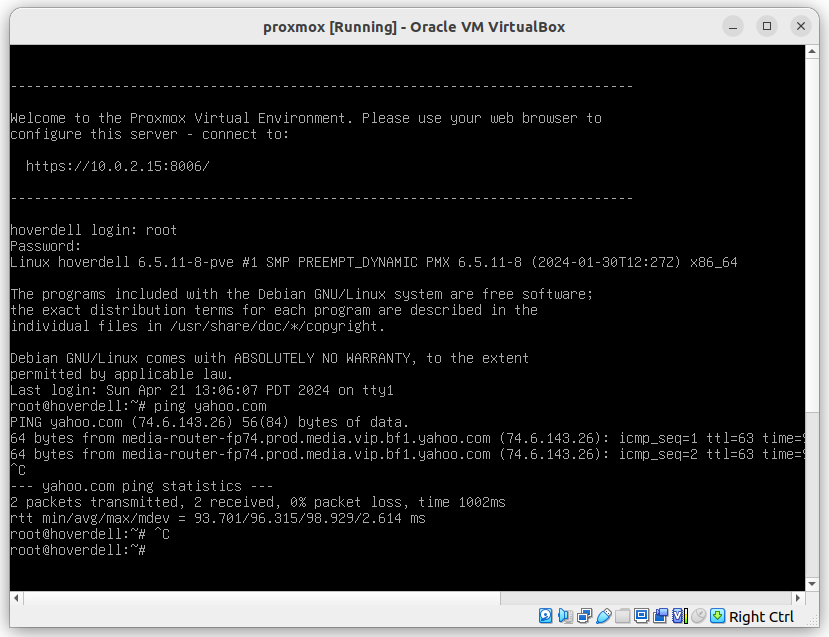 proxmox [Running] - Oracle VM VirtualBox
-------------------------------------------------------------------------------
Welcome to the Proxmox Virtual Environment. Please use your web browser to
configure this server - connect to:
https://10.0.2.15:8006/
-------------------------------------------------------------------------------
hoverdell login: root
Password:
Linux hoverdell 6.5.11-8-pve #1 SMP PREEMPT_DYNAMIC PMX 6.5.11-8 (2024-01-30T12:27Z) x86_64
The programs included with the Debian GNU/Linux system are free software;
the exact distribution terms for each program are described in the
individual files in /usr/share/doc/*/copyright.
Debian GNU/Linux comes with ABSOLUTELY NO WARRANTY, to the extent
permitted by applicable law.
Last login: Sun Apr 21 13:06:07 PDT 2024 on tty1
root@hoverdell:~# ping yahoo.com
PING yahoo.com (74.6.143.26) 56(84) bytes of data.
64 bytes from media-router-fp74.prod.media.vip.bf1.yahoo.com (74.6.143.26): icmp_seq=1 ttl=63 time=9
64 bytes from media-router-fp74.prod.media.vip.bf1.yahoo.com (74.6.143.26): icmp_seq=2 ttl=63 time=9
^C
--- yahoo.com ping statistics ---
2 packets transmitted, 2 received, 0% packet loss, time 1002ms
rtt min/avg/max/mdev = 93.701/96.315/98.929/2.614 ms
root@hoverdell:~# ^C
root@hoverdell:~#
Right Ctrl